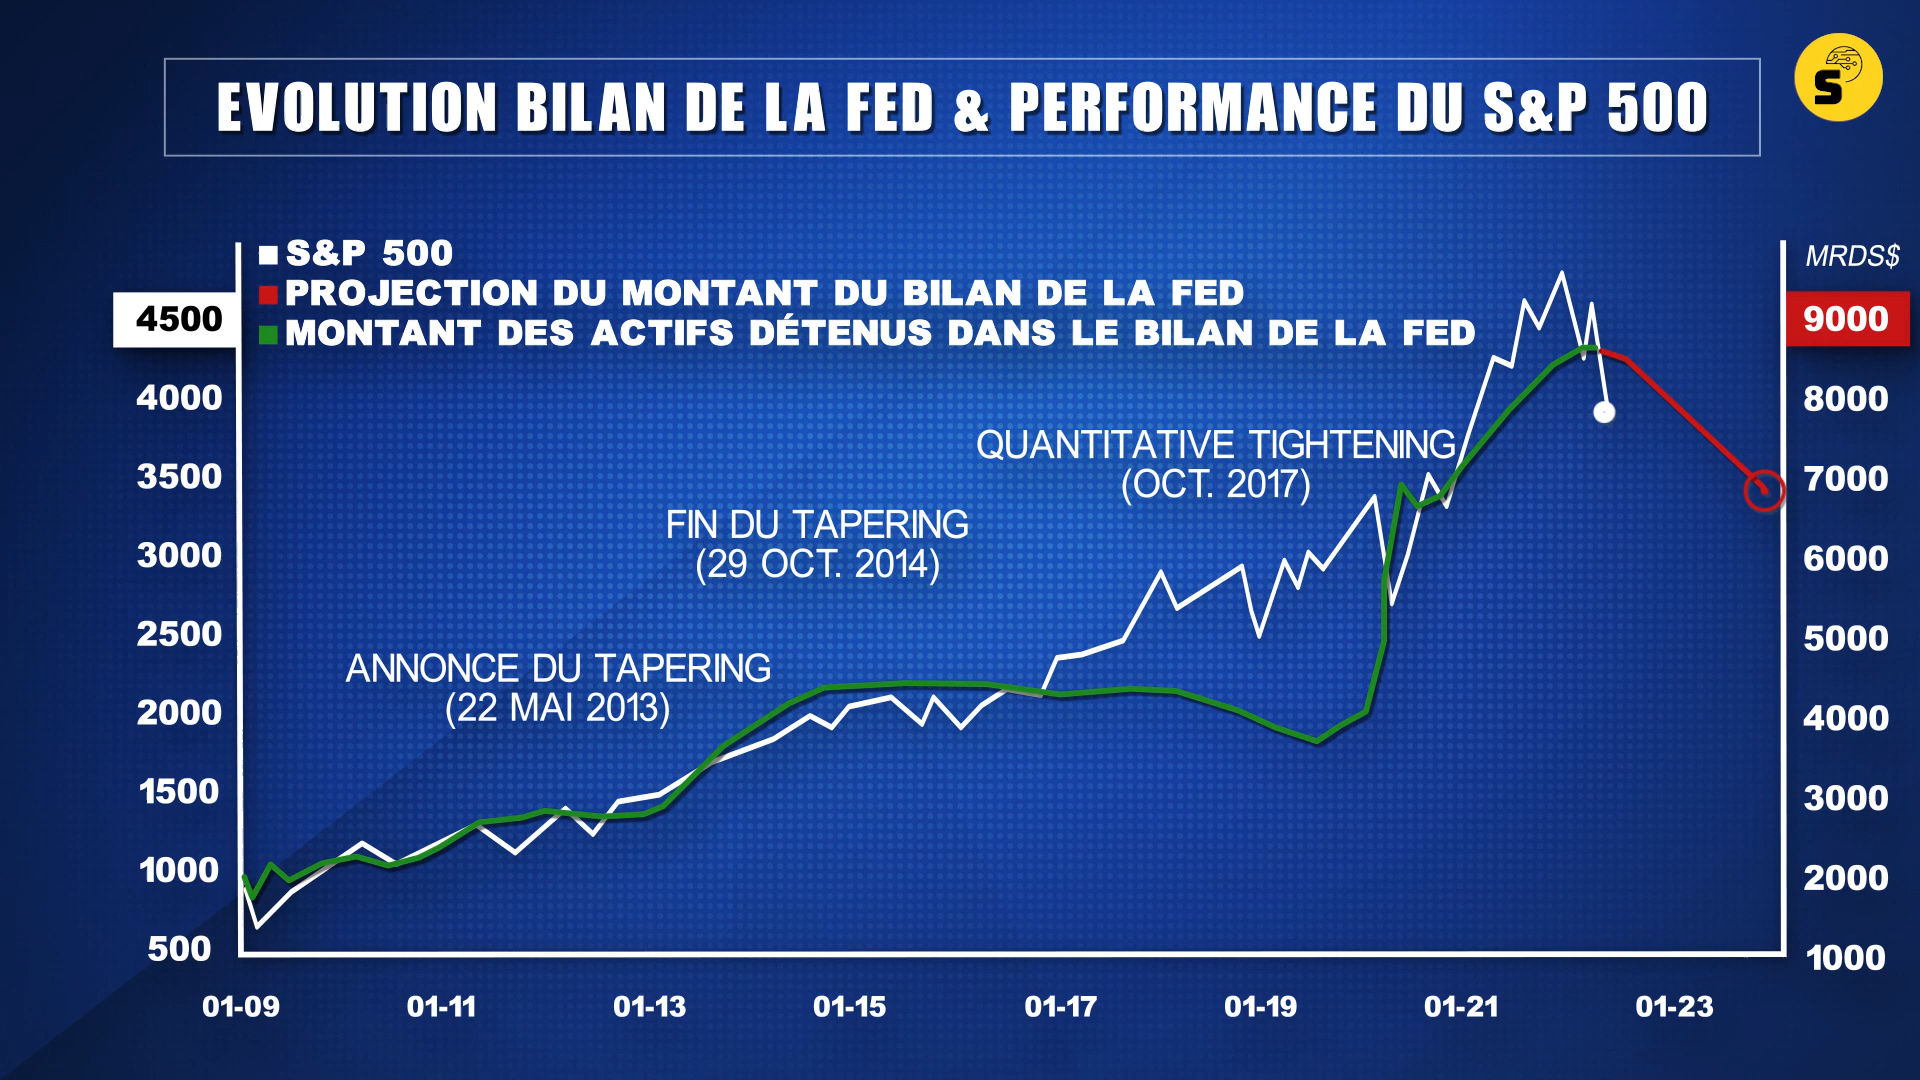 EVOLUTION BILAN DE LA FED & PERFORMANCE DU S&P 500
S
S&P 500
PROJECTION DU MONTANT DU BILAN DE LA FED
MONTANT DES ACTIFS DÉTENUS DANS LE BILAN DE LA FED
MRDS$
4500
4000
3500
3000
2500
2000
1500
1000
500
9000
8000
7000
6000
5000
4000
3000
2000
1000
QUANTITATIVE TIGHTENING
(OCT. 2017)
FIN DU TAPERING
(29 OCT. 2014)
ANNONCE DU TAPERING
(22 MAI 2013)
01-09 01-11 01-13 01-15 01-17 01-19 01-21 01-23